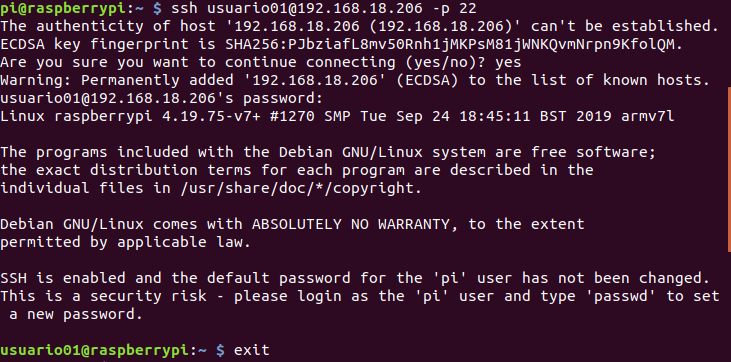 pi@raspberrypi:~ $ ssh usuario01@192.168.18.206 -p 22
The authenticity of host '192.168.18.206 (192.168.18.206)' can't be established.
ECDSA key fingerprint is SHA256:PJbziafL8mv50Rnh1jMKPsM81jWNKQvmNrpn9KfolQM.
Are you sure you want to continue connecting (yes/no)? yes
Warning: Permanently added '192.168.18.206' (ECDSA) to the list of known hosts.
usuario01@192.168.18.206's password:
Linux raspberrypi 4.19.75-v7+ #1270 SMP Tue Sep 24 18:45:11 BST 2019 armv7l
The programs included with the Debian GNU/Linux system are free software;
the exact distribution terms for each program are described in the
individual files in /usr/share/doc/*/copyright.
Debian GNU/Linux comes with ABSOLUTELY NO WARRANTY, to the extent
permitted by applicable law.
SSH is enabled and the default password for the 'pi' user has not been changed.
This is a security risk - please login as the 'pi' user and type 'passwd' to set
a new password.
usuario01@raspberrypi:~ $ exit